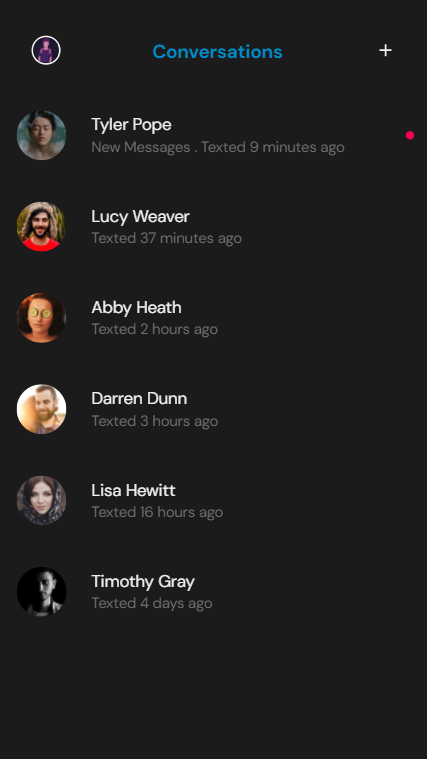 Conversations
Tyler Pope
New Messages . Texted 9 minutes ago
Lucy Weaver
Texted 37 minutes ago
Abby Heath
Texted 2 hours ago
Darren Dunn
Texted 3 hours ago
Lisa Hewitt
Texted 16 hours ago
Timothy Gray
Texted 4 days ago